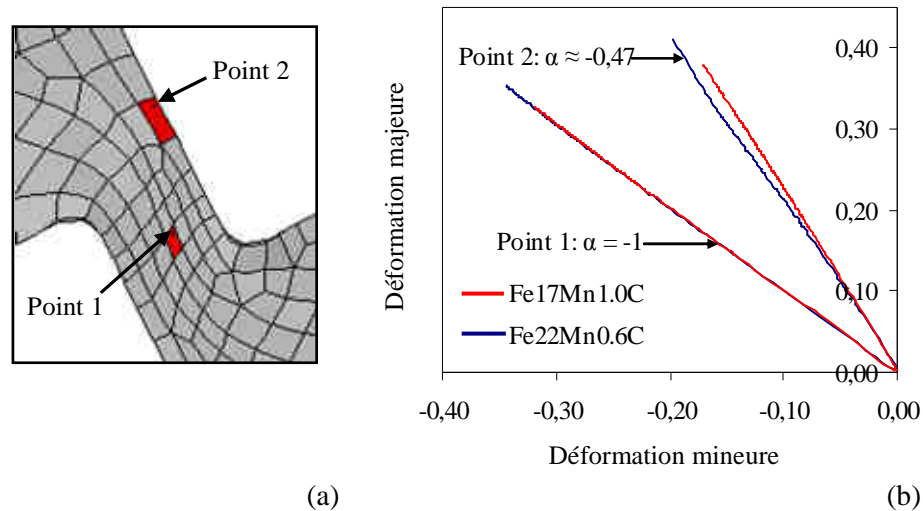 Point 2
Point 1
(a)
Déformation majeure
0,40
0,30
0,20
0,10
0,00
Point 2: α ≈ -0,47
Point 1: α = -1
Fe17Mn1.0C
Fe22Mn0.6C
-0,40
-0,30
-0,20
-0,10
0,00
Déformation mineure
(b)